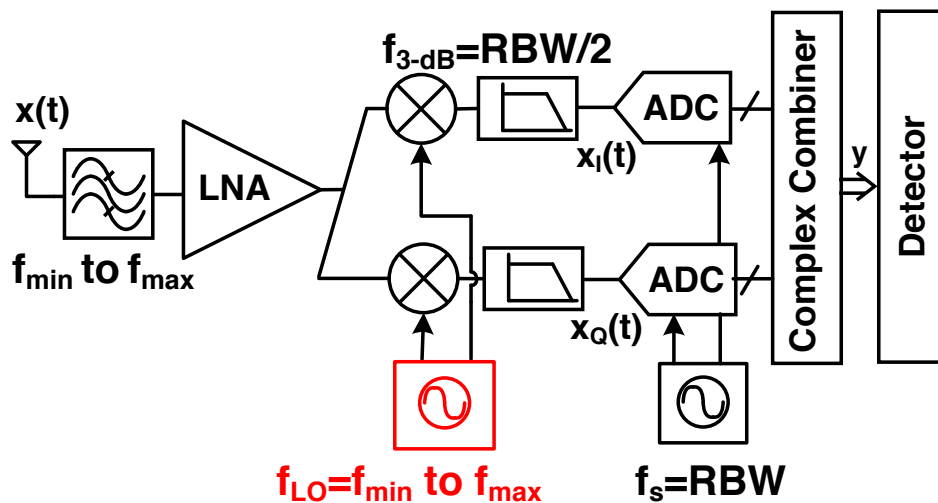 f3-dB=RBW/2
x(t)
LNA
fmin to fmax
ADC
xI(t)
ADC
xQ(t)
Complex Combiner
y
Detector
fLO=fmin to fmax
fs=RBW